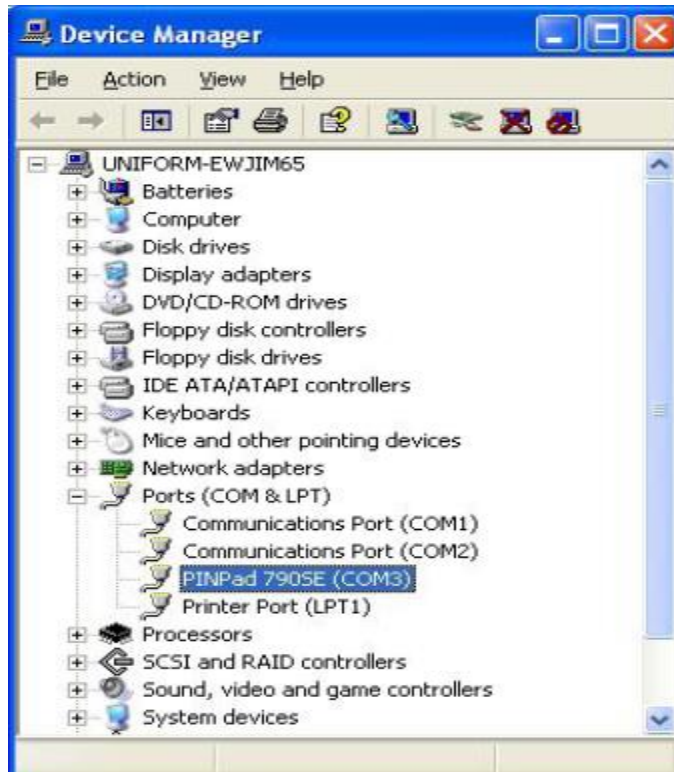 Device Manager
File Action View Help
UNIFORM-EWJIM65
Batteries
Computer
Disk drives
Display adapters
DVD/CD-ROM drives
Floppy disk controllers
Floppy disk drives
IDE ATA/ATAPI controllers
Keyboards
Mice and other pointing devices
Network adapters
Ports (COM & LPT)
Communications Port (COM1)
Communications Port (COM2)
PINPad 790SE (COM3)
Printer Port (LPT1)
Processors
SCSI and RAID controllers
Sound, video and game controllers
System devices